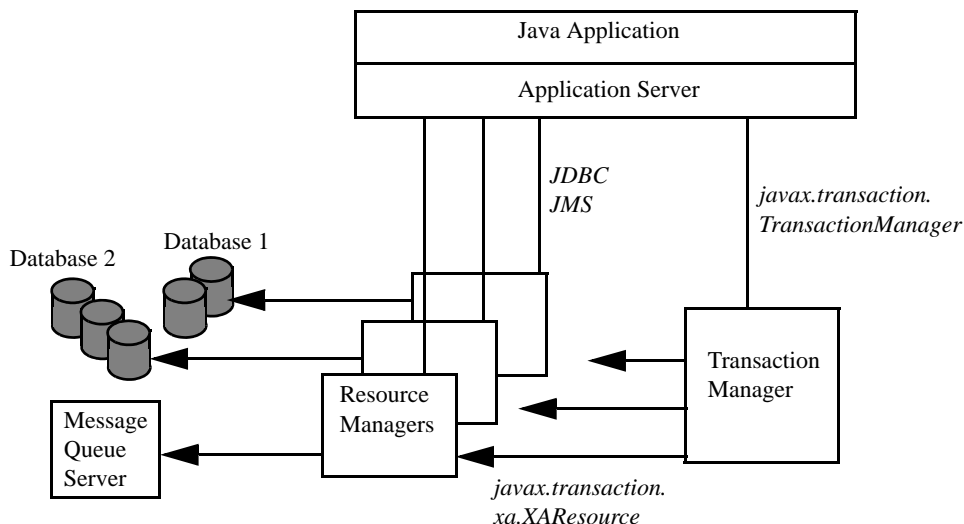 Java Application
Application Server
JDBC
JMS
javax.transaction.
TransactionManager
Database 1
Database 2
Transaction
Manager
Resource
Managers
Message
Queue
Server
javax.transaction.
xa.XAResource